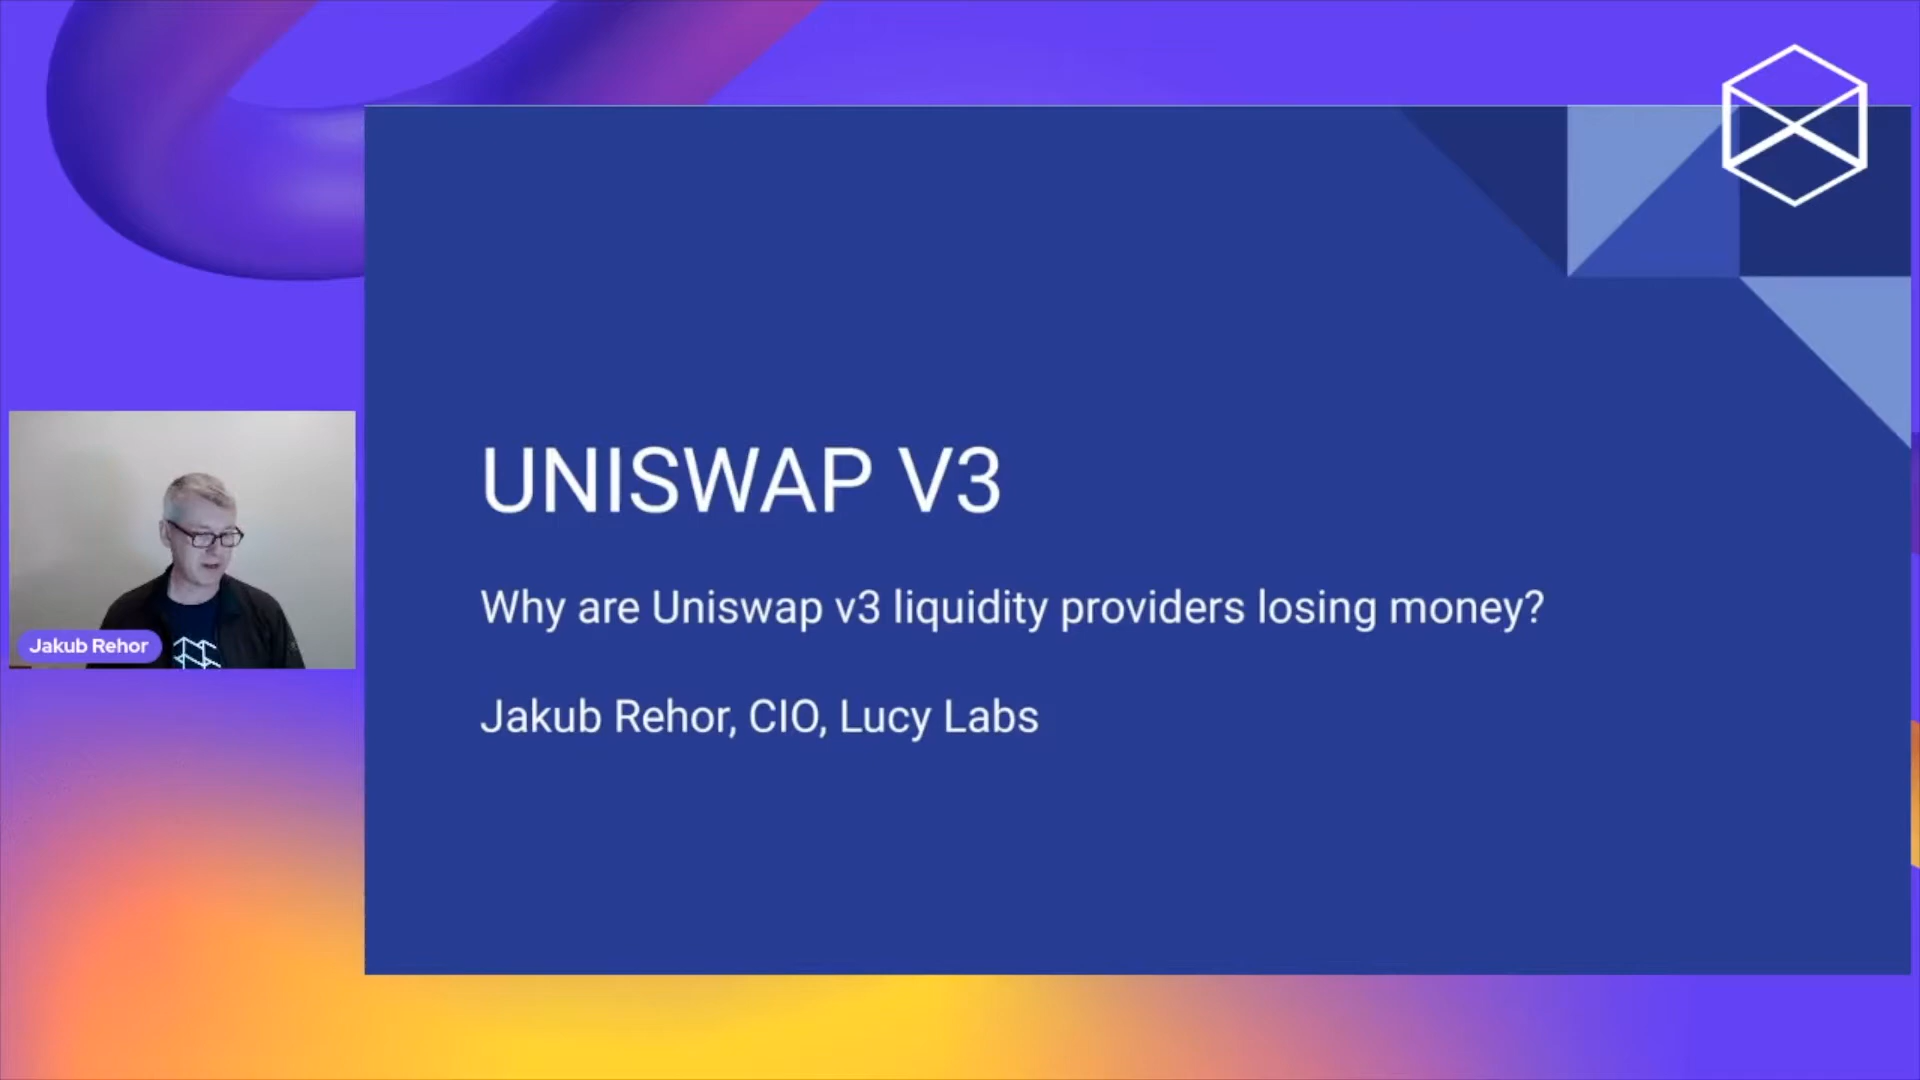 UNISWAP V3
Why are Uniswap v3 liquidity providers losing money?
Jakub Rehor, CIO, Lucy Labs
Jakub Rehor